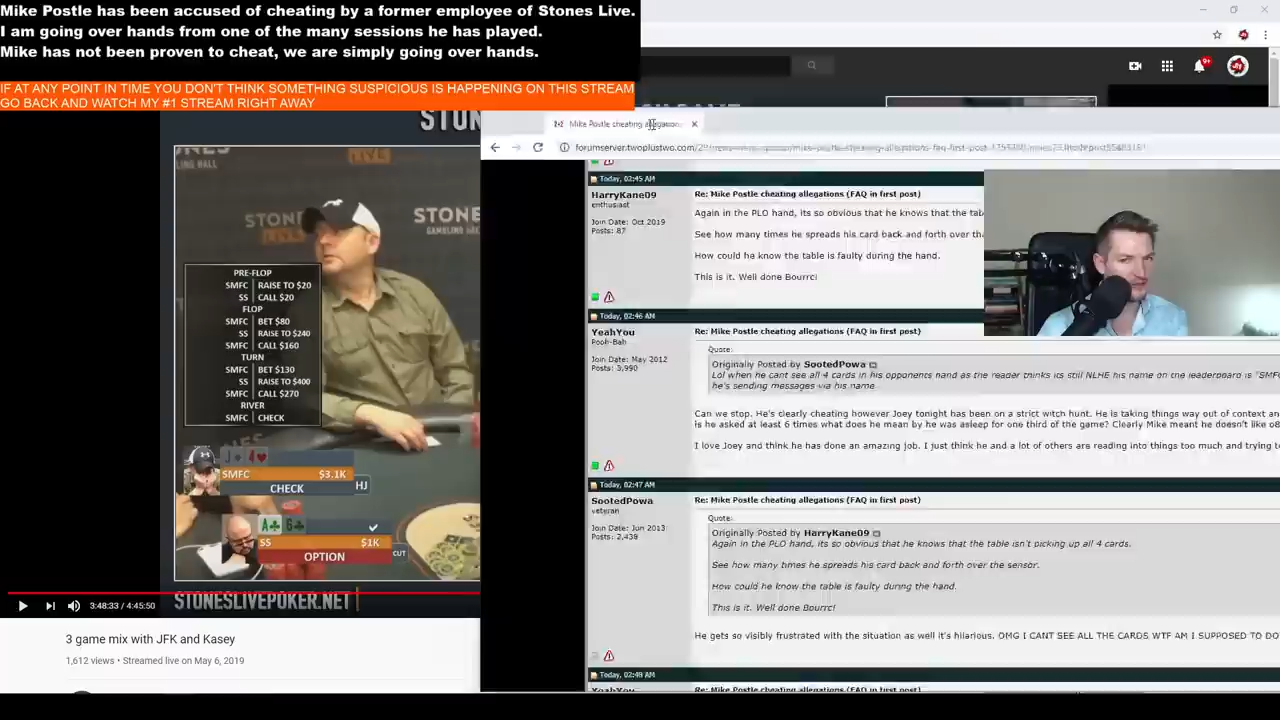 Mike Postle has been accused of cheating by a former employee of Stones Live.
I am going over hands from one of the many sessions he has played.
Mike has not been proven to cheat, we are simply going over hands.
IF AT ANY POINT IN TIME YOU DON'T THINK SOMETHING SUSPICIOUS IS HAPPENING ON THIS STREAM
GO BACK AND WATCH MY #1 STREAM RIGHT AWAY
9+
Mike Postle cheating allegations
forumserver.twoplustwo.com/29/
Today, 02:45 AM
HarryKane09
enthusiast
Join Date: Oct 2019
Posts: 87
Re: Mike Postle cheating allegations (FAQ in first post)
Again in the PLO hand, its so obvious that he knows that the tab
See how many times he spreads his card back and forth over th
How could he know the table is faulty during the hand.
This is it. Well done Bourrc!
Today, 02:46 AM
YeahYou
Pooh-Bah
Join Date: May 2012
Posts: 3,990
Re: Mike Postle cheating allegations (FAQ in first post)
Quote:
Originally Posted by SootedPowa
Lol when he cant see all 4 cards in his opponents hand as the reader thinks its still NLHE his name on the leaderboard is "SMF
he's sending messages via his name
Can we stop. He's clearly cheating however Joey tonight has been on a strict witch hunt. He is taking things way out of context an
is he asked at least 6 times what does he mean by he was asleep for one third of the game? Clearly Mike meant he doesn't like o8
I love Joey and think he has done an amazing job. I just think he and a lot of others are reading into things too much and trying t
Today, 02:47 AM
SootedPowa
veteran
Join Date: Jun 2013
Posts: 2,438
Re: Mike Postle cheating allegations (FAQ in first post)
Quote:
Originally Posted by HarryKane09
Again in the PLO hand, its so obvious that he knows that the table isn't picking up all 4 cards.
See how many times he spreads his card back and forth over the sensor.
How could he know the table is faulty during the hand.
This is it. Well done Bourrc!
He gets so visibly frustrated with the situation as well it's hilarious. OMG I CANT SEE ALL THE CARDS WTF AM I SUPPOSED TO DO
Today, 02:48 AM
YeahYou
Re: Mike Postle cheating allegations (FAQ in first post)
STONES
GAMBLING HALL
PRE-FLOP
SMFC RAISE TO $20
SS CALL $20
FLOP
SMFC BET $80
SS RAISE TO $240
SMFC CALL $160
TURN
SMFC BET $130
SS RAISE TO $400
SMFC CALL $270
RIVER
SMFC CHECK
J♠ 4♥
SMFC $3.1K
CHECK HJ
A♣ 6♣
SS $1K
OPTION CUT
STONESLIVEPOKER.NET
3:48:33 / 4:45:50
3 game mix with JFK and Kasey
1,612 views • Streamed live on May 6, 2019